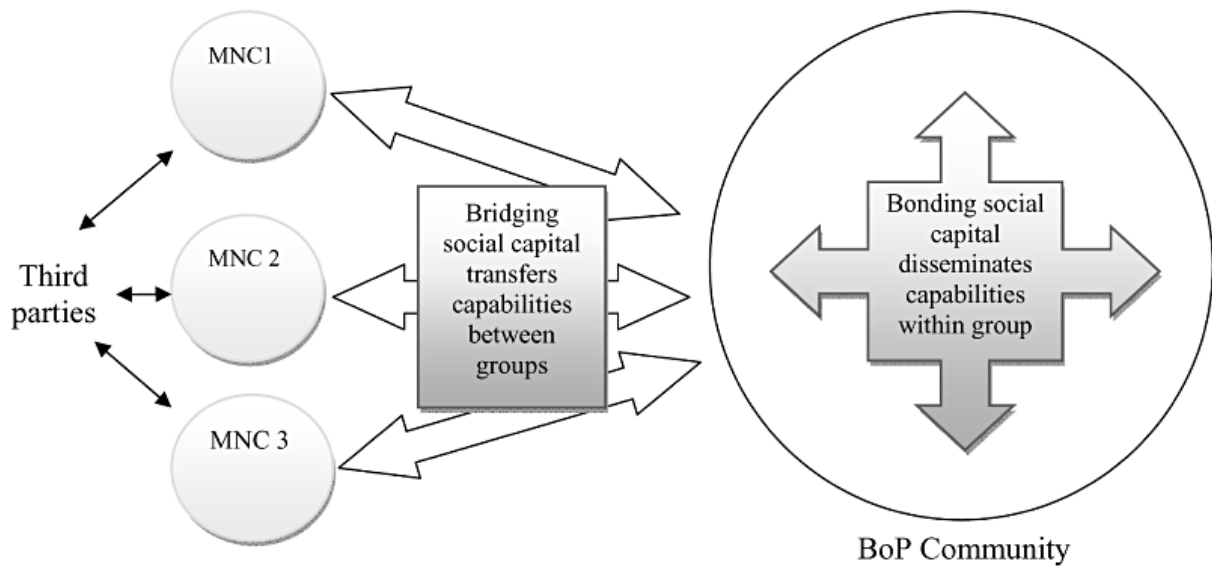 MNC1
MNC 2
MNC 3
Third
parties
Bridging
social capital
transfers
capabilities
between
groups
Bonding social
capital
disseminates
capabilities
within group
BoP Community